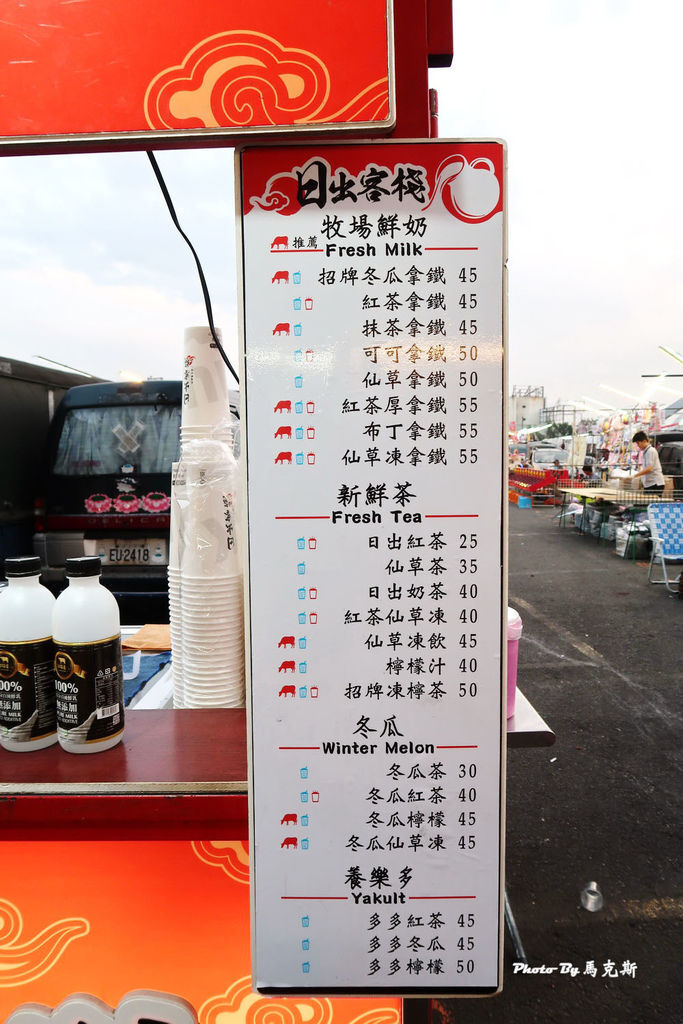 日出客棧
牧場鮮奶
推薦 Fresh Milk
招牌冬瓜拿鐵 45
紅茶拿鐵 45
抹茶拿鐵 45
可可拿鐵 50
仙草拿鐵 50
紅茶厚拿鐵 55
布丁拿鐵 55
仙草凍拿鐵 55
新鮮茶
Fresh Tea
日出紅茶 25
仙草茶 35
日出奶茶 40
紅茶仙草凍 40
仙草凍飲 45
檸檬汁 40
招牌凍檸茶 50
冬瓜
Winter Melon
冬瓜茶 30
冬瓜紅茶 40
冬瓜檸檬 45
冬瓜仙草凍 45
養樂多
Yakult
多多紅茶 45
多多冬瓜 45
多多檸檬 50
DELICA
EU-2418
100%
無添加
Photo By 馬克斯